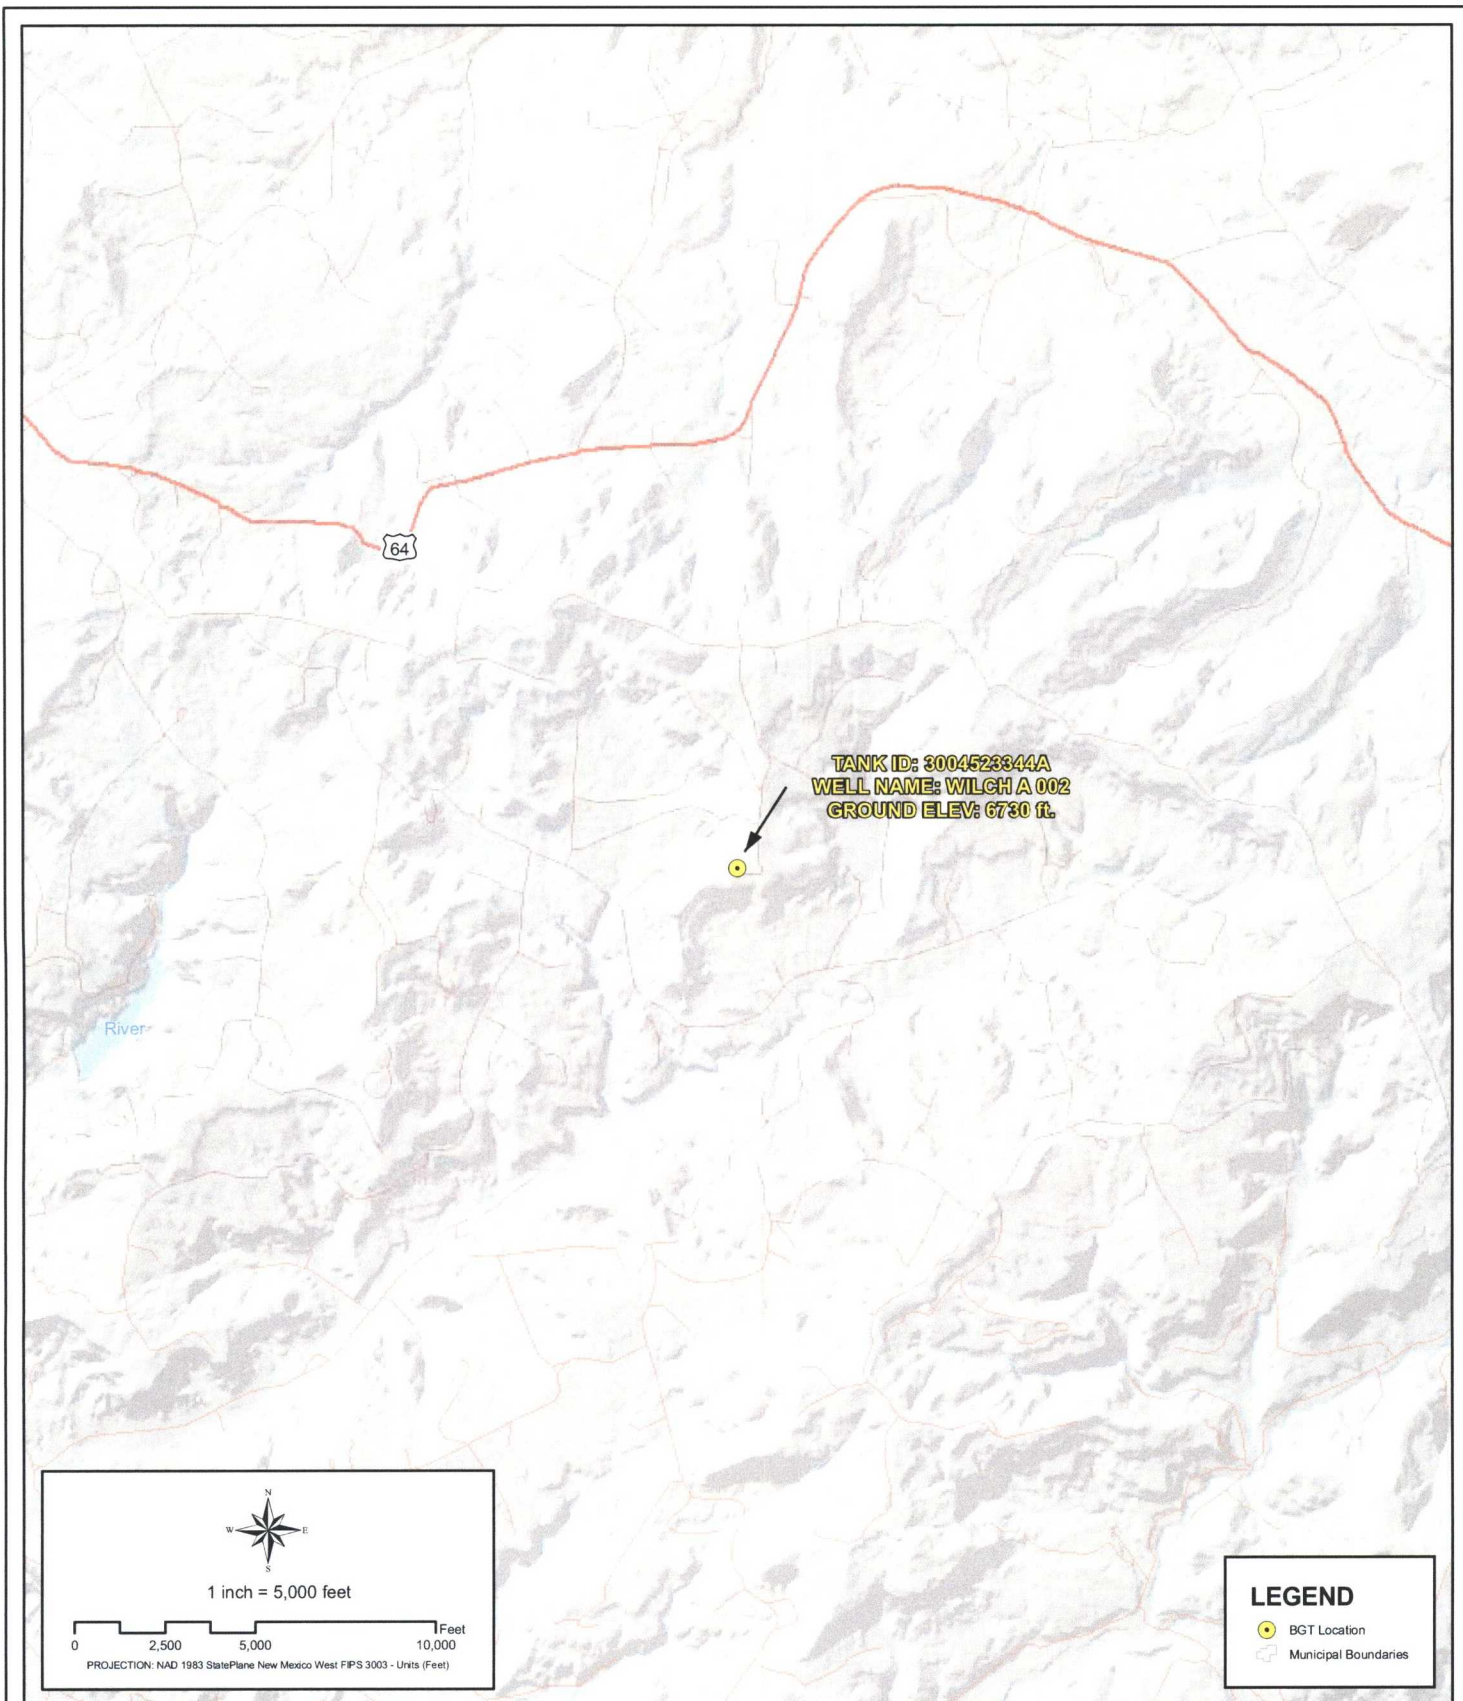 64
TANK ID: 3004523344A
WELL NAME: WILCH A 002
GROUND ELEV: 6730 ft.
River
N
W E
S
1 inch = 5,000 feet
Feet
0 2,500 5,000 10,000
PROJECTION: NAD 1983 StatePlane New Mexico West FIPS 3003 - Units (Feet)
LEGEND
BGT Location
Municipal Boundaries